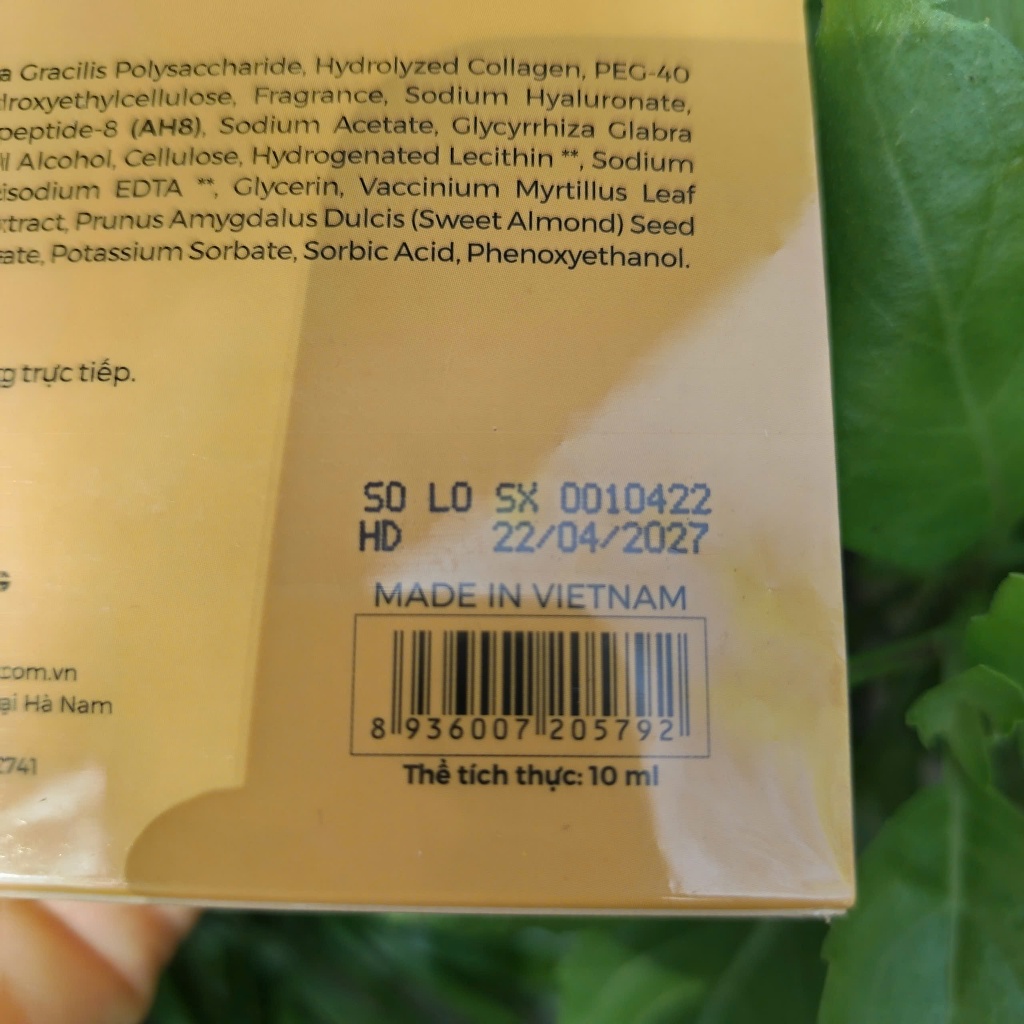 a Gracilis Polysaccharide, Hydrolyzed Collagen, PEG-40
droxyethylcellulose, Fragrance, Sodium Hyaluronate,
peptide-8 (AH8), Sodium Acetate, Glycyrrhiza Glabra
Alcohol, Cellulose, Hydrogenated Lecithin **, Sodium
isodium EDTA **, Glycerin, Vaccinium Myrtillus Leaf
xtract, Prunus Amygdalus Dulcis (Sweet Almond) Seed
ate, Potassium Sorbate, Sorbic Acid, Phenoxyethanol.
g trực tiếp.
SO LO SX 0010422
HD 22/04/2027
MADE IN VIETNAM
8 936007 205792
Thể tích thực: 10 ml
com.vn
ại Hà Nam
2741